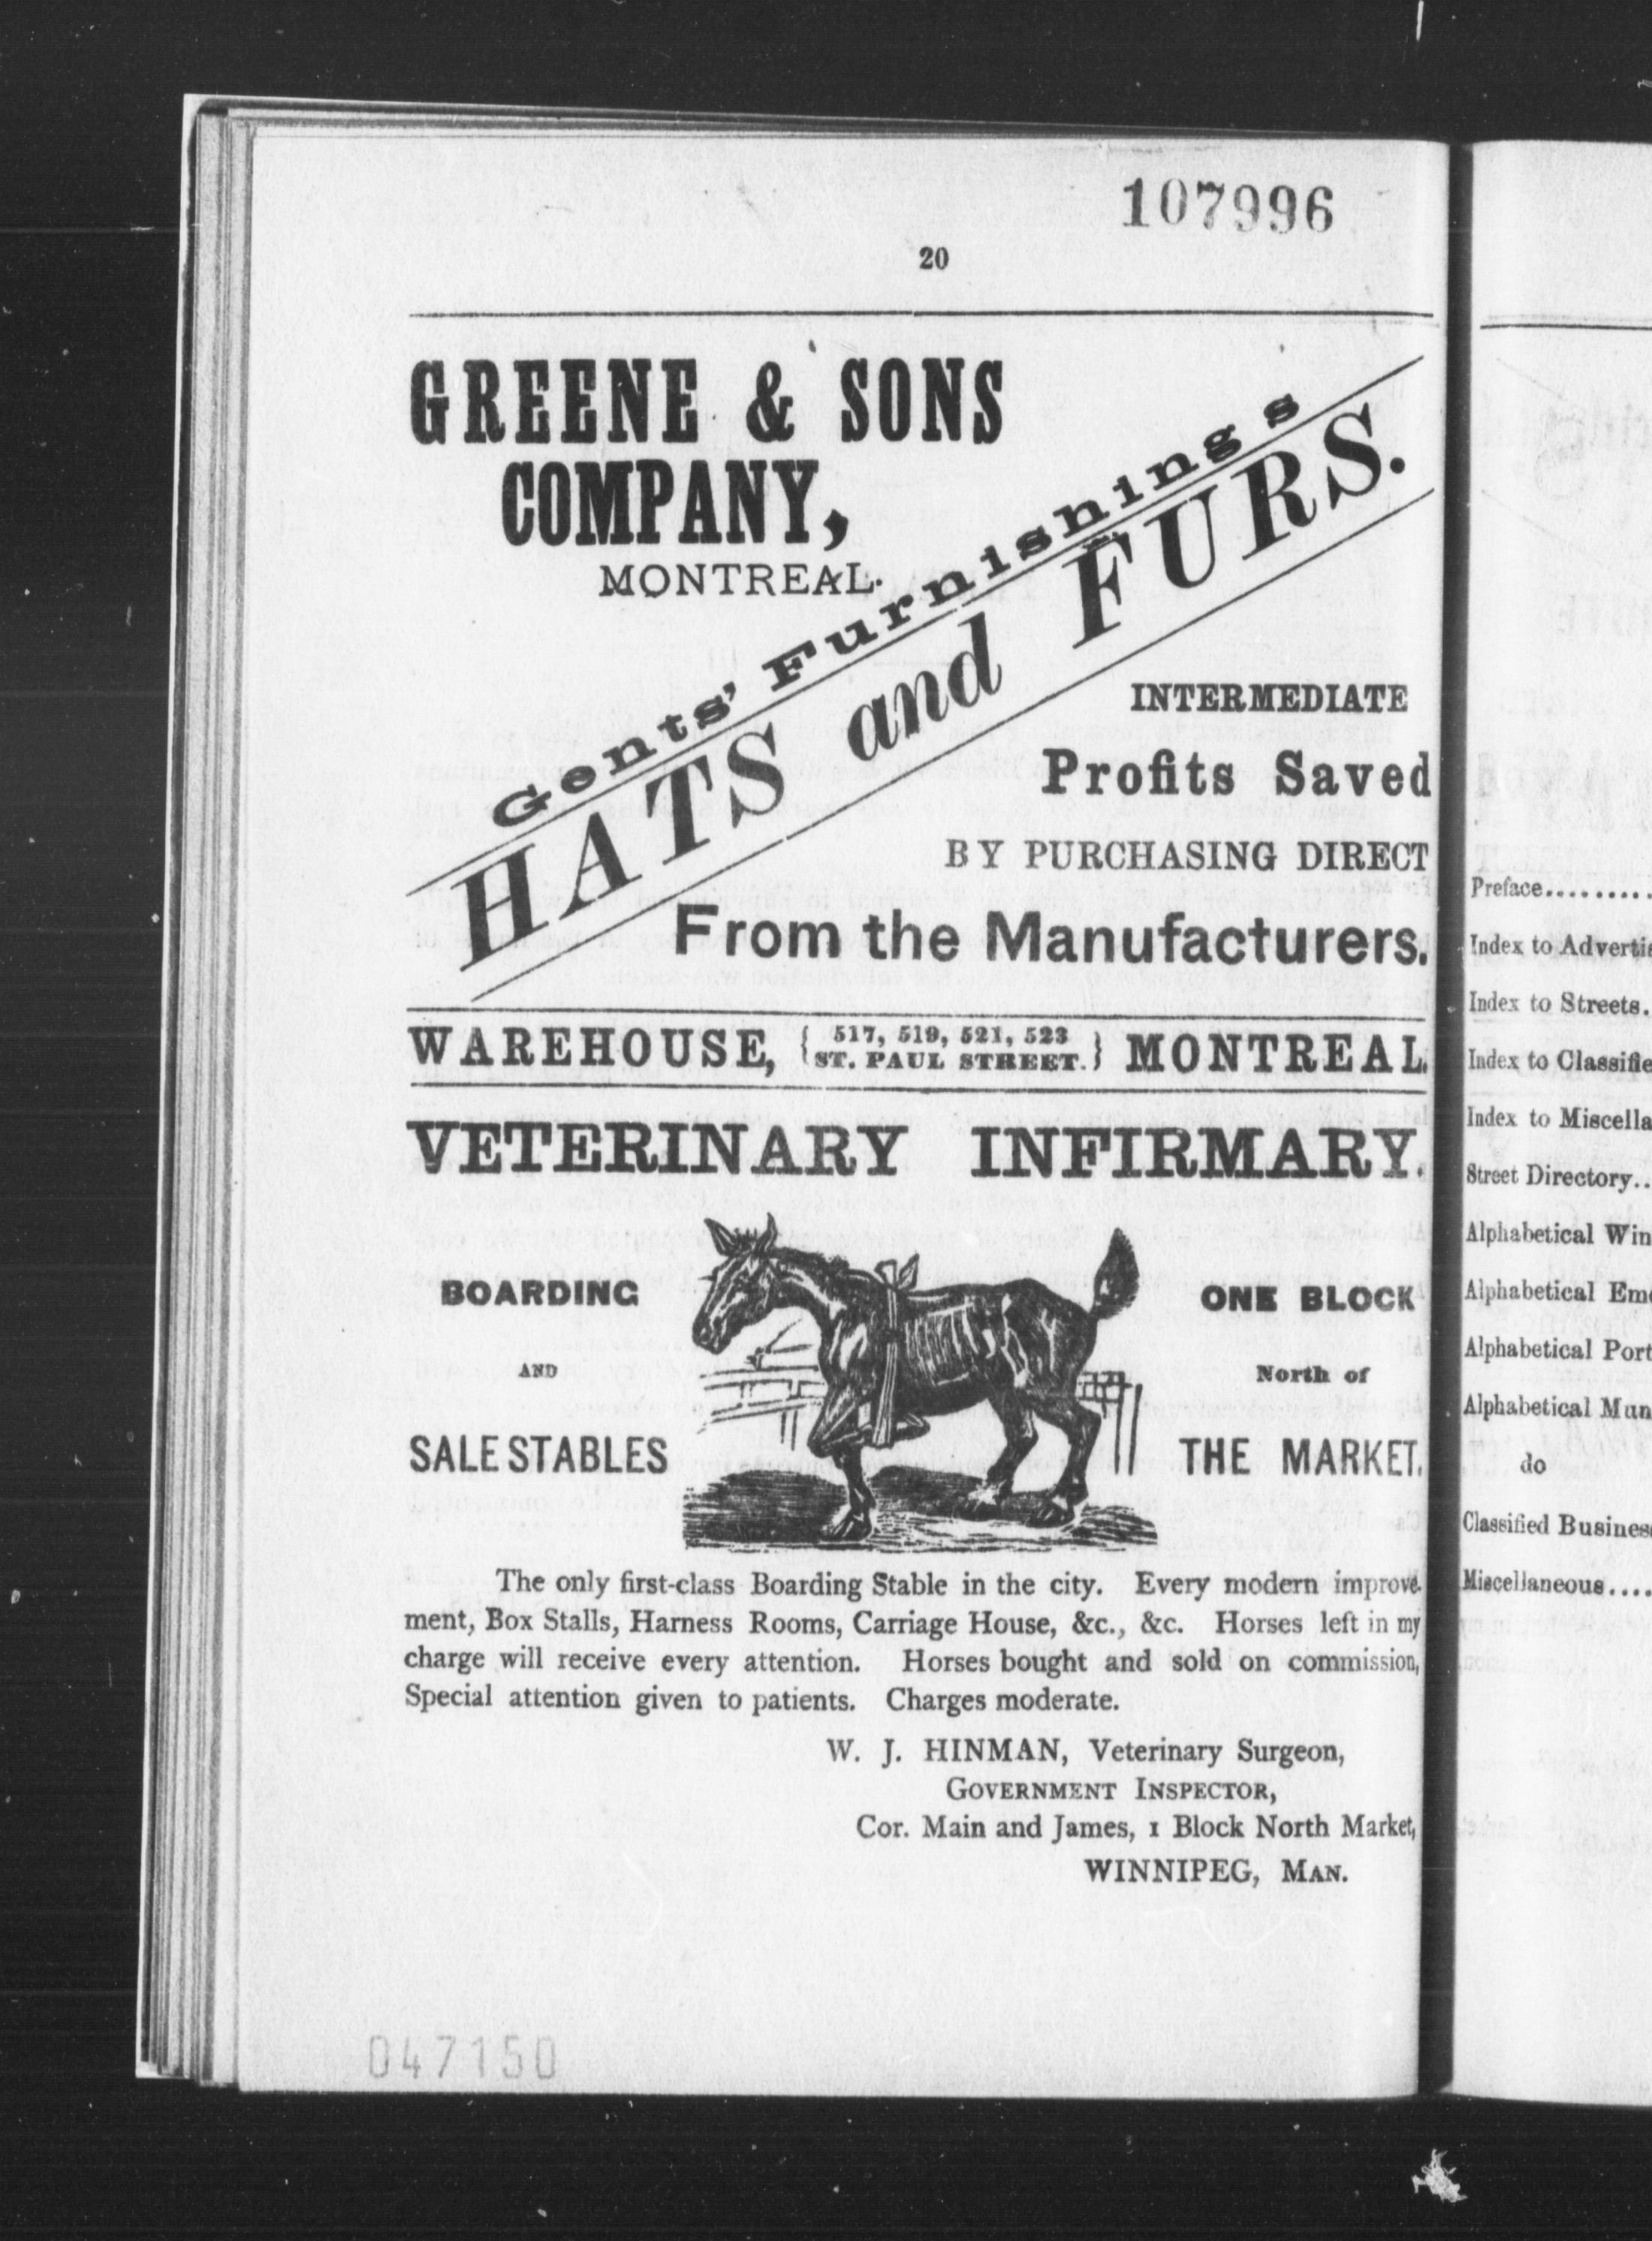 107996
20
GREENE & SONS
COMPANY,
MONTREAL.
Gents' Furnishings
HATS and FURS.
INTERMEDIATE
Profits Saved
BY PURCHASING DIRECT
From the Manufacturers.
WAREHOUSE, { 517, 519, 521, 523 ST. PAUL STREET. } MONTREAL.
VETERINARY INFIRMARY.
BOARDING
AND
SALE STABLES
ONE BLOCK
North of
THE MARKET.
The only first-class Boarding Stable in the city. Every modern improve-
ment, Box Stalls, Harness Rooms, Carriage House, &c., &c. Horses left in my
charge will receive every attention. Horses bought and sold on commission,
Special attention given to patients. Charges moderate.
W. J. HINMAN, Veterinary Surgeon,
GOVERNMENT INSPECTOR,
Cor. Main and James, 1 Block North Market,
WINNIPEG, MAN.
047150
Preface.........
Index to Advertis
Index to Streets.
Index to Classifie
Index to Miscella
Street Directory..
Alphabetical Win
Alphabetical Eme
Alphabetical Port
Alphabetical Mun
do
Classified Busines
Miscellaneous....